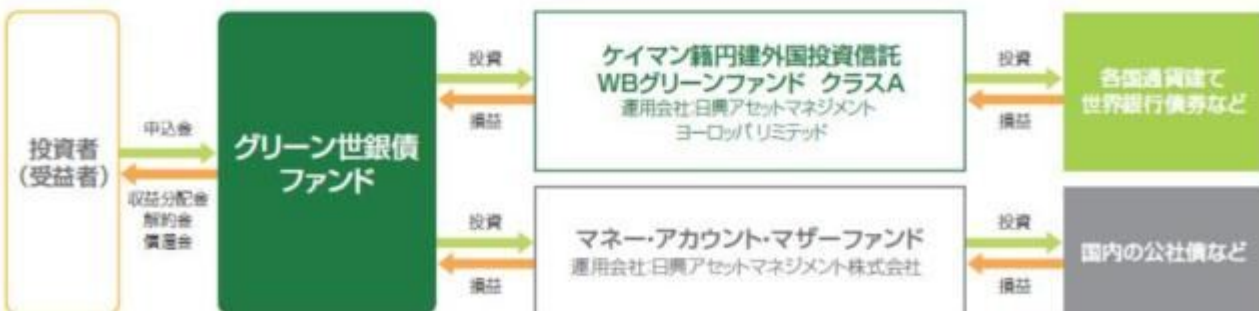 投資者
(受益者)
申込金
収益分配金
解約金
償還金
グリーン世銀債
ファンド
投資
損益
ケイマン籍円建外国投資信託
WBグリーンファンド クラスA
運用会社:日興アセットマネジメント
ヨーロッパリミテッド
投資
損益
各国通貨建て
世界銀行債券など
投資
損益
マネー・アカウント・マザーファンド
運用会社:日興アセットマネジメント株式会社
投資
損益
国内の公社債など